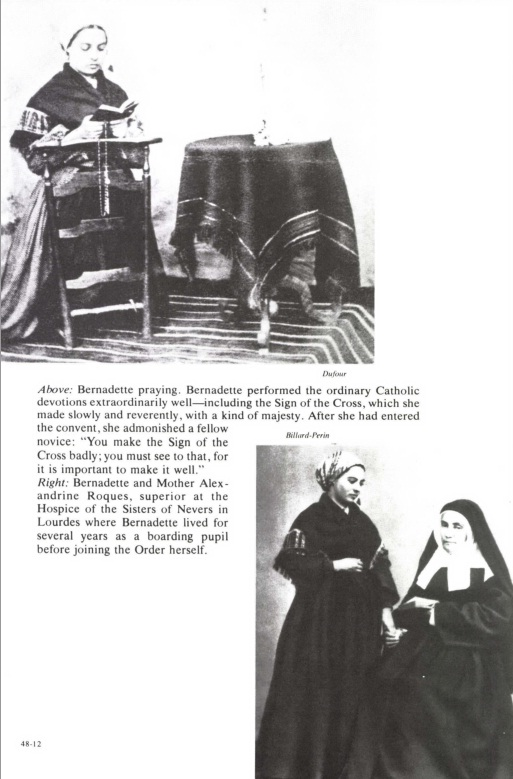 Dufour
Above: Bernadette praying. Bernadette performed the ordinary Catholic
devotions extraordinarily well—including the Sign of the Cross, which she
made slowly and reverently, with a kind of majesty. After she had entered
the convent, she admonished a fellow
novice: “You make the Sign of the
Cross badly; you must see to that, for
it is important to make it well.”
Right: Bernadette and Mother Alex-
andrine Roques, superior at the
Hospice of the Sisters of Nevers in
Lourdes where Bernadette lived for
several years as a boarding pupil
before joining the Order herself.
Billard-Perin
48-12